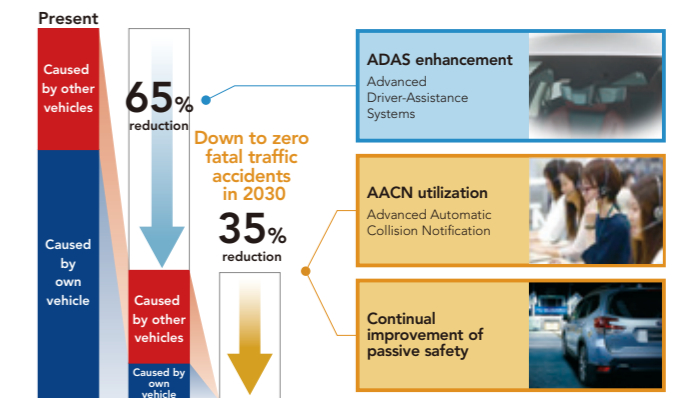 Present
Caused
by other
vehicles
Caused
by
own
vehicle
65%
reduction
Caused
by other
vehicles
Caused by
own
vehicle
Down to zero
fatal traffic
accidents
in 2030
35%
reduction
ADAS enhancement
Advanced
Driver-Assistance
Systems
AACN utilization
Advanced Automatic
Collision Notification
Continual
improvement of
passive safety